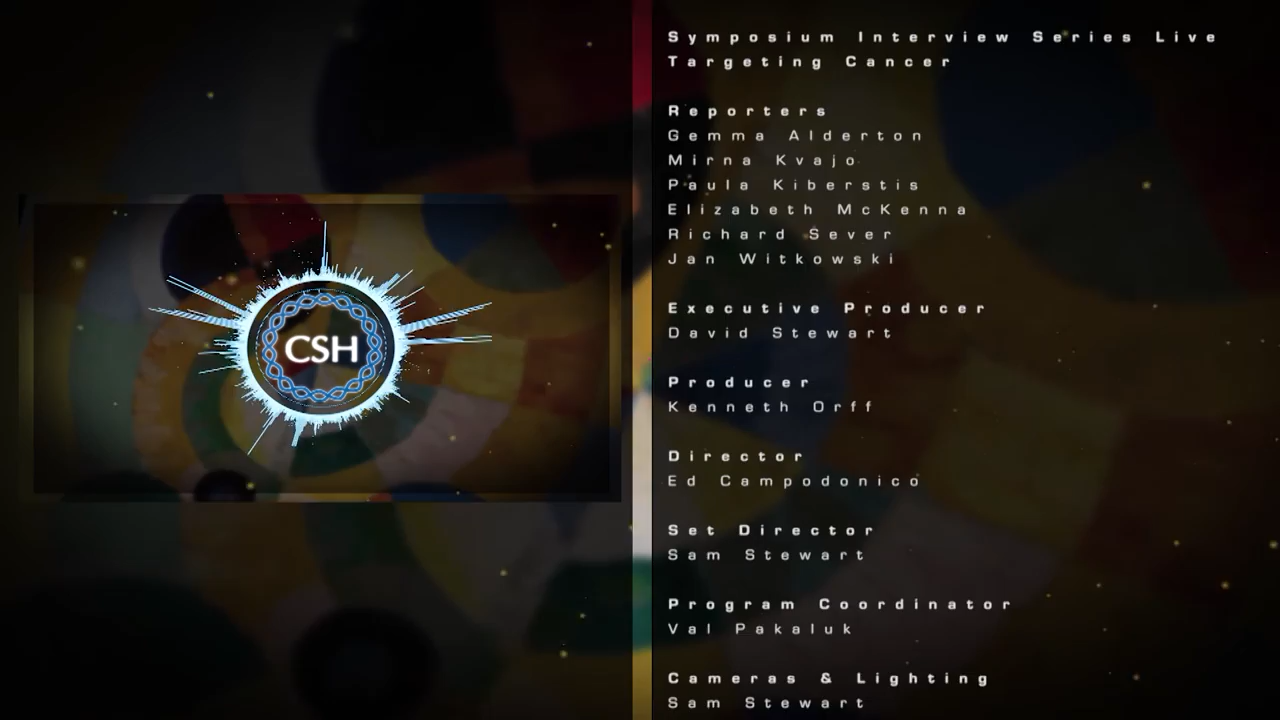 CSH
Symposium Interview Series Live
Targeting Cancer
Reporters
Gemma Alderton
Mirna Kvajo
Paula Kiberstis
Elizabeth McKenna
Richard Sever
Jan Witkowski
Executive Producer
David Stewart
Producer
Kenneth Orff
Director
Ed Campodonico
Set Director
Sam Stewart
Program Coordinator
Val Pakaluk
Cameras & Lighting
Sam Stewart